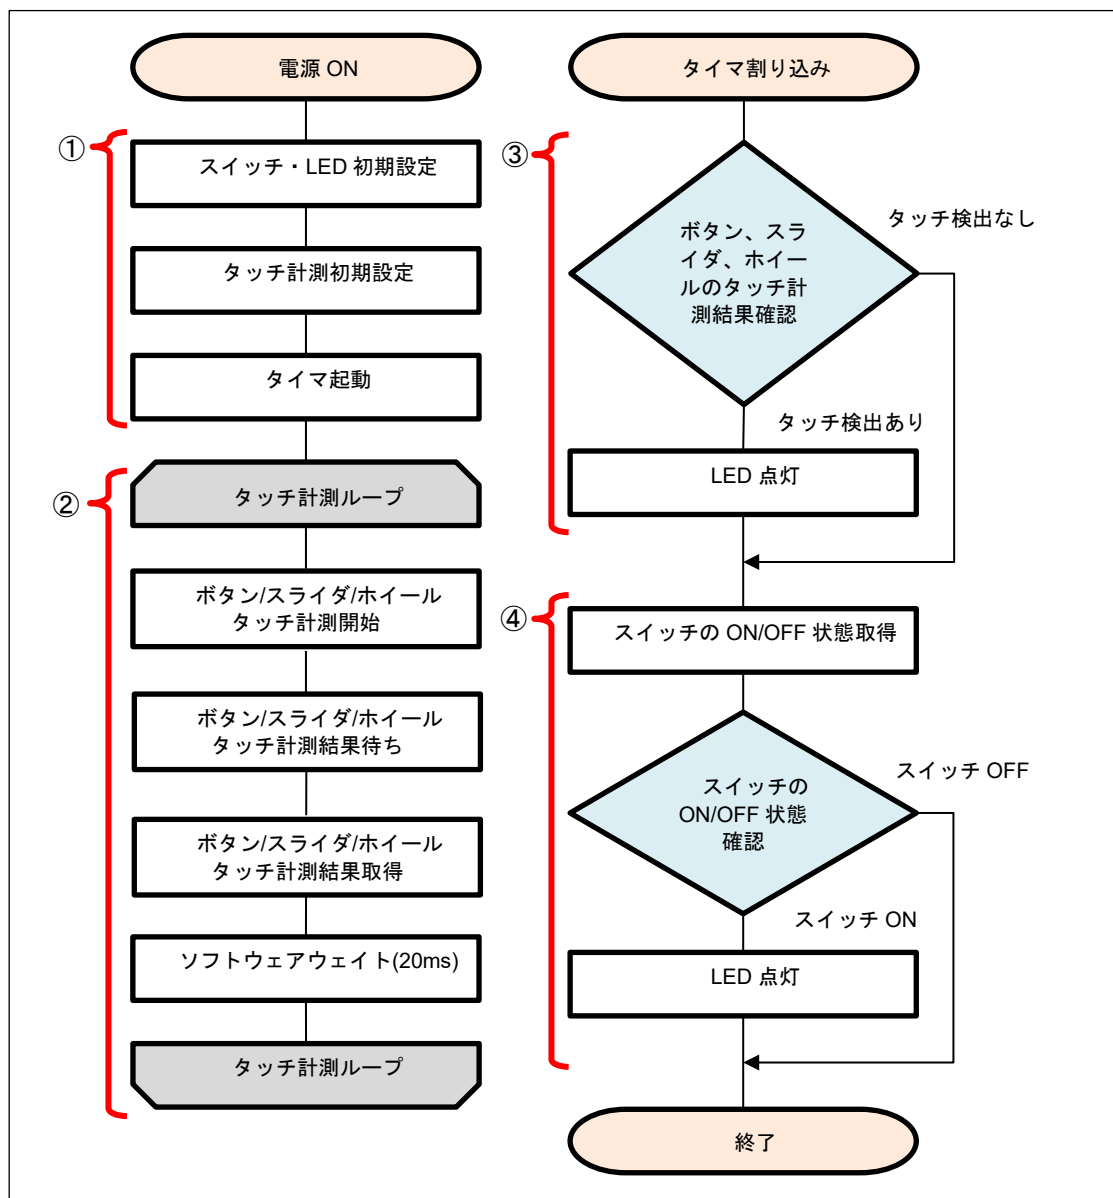 電源 ON
①
スイッチ・LED 初期設定
タッチ計測初期設定
タイマ起動
②
タッチ計測ループ
ボタン/スライダ/ホイール
タッチ計測開始
ボタン/スライダ/ホイール
タッチ計測結果待ち
ボタン/スライダ/ホイール
タッチ計測結果取得
ソフトウェアウェイト(20ms)
タッチ計測ループ
タイマ割り込み
③
ボタン、スラ
イダ、ホイー
ルのタッチ計
測結果確認
タッチ検出なし
タッチ検出あり
LED 点灯
④
スイッチの ON/OFF 状態取得
スイッチの
ON/OFF 状態
確認
スイッチ OFF
スイッチ ON
LED 点灯
終了